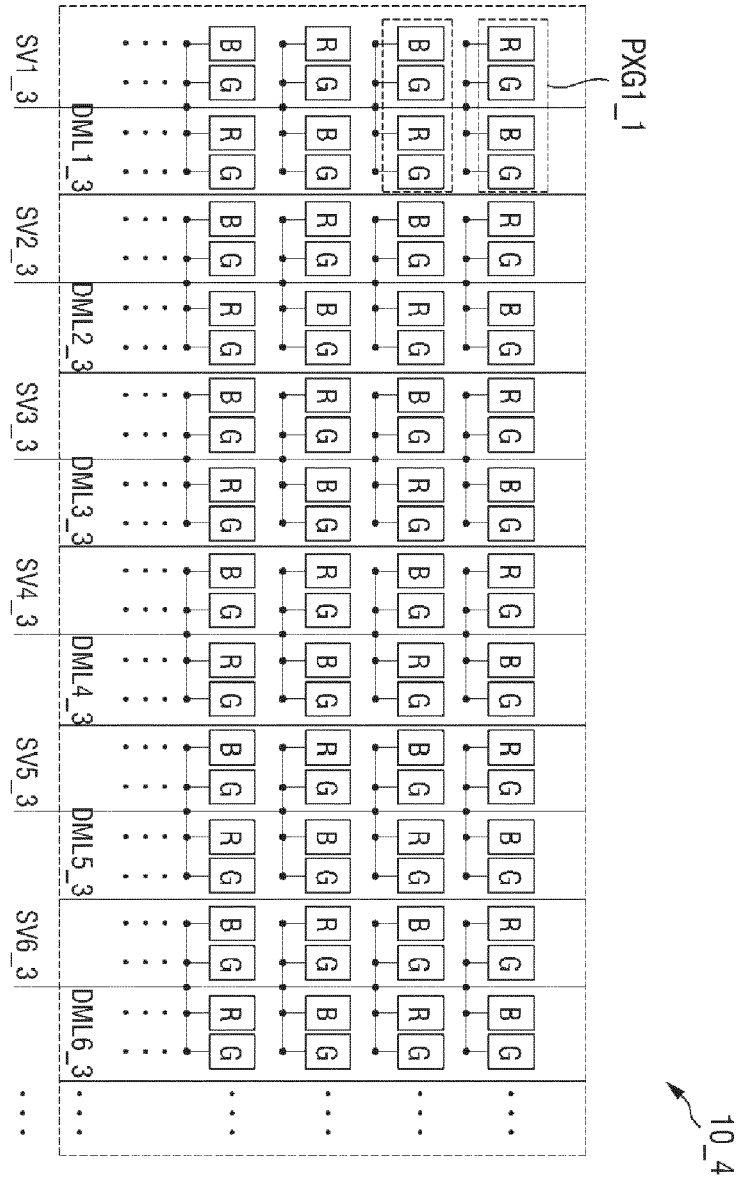 10_4
PXG1_1
R G B G R G B G R G B G R G B G R G B G R G B G
B G R G B G R G B G R G B G R G B G R G B G R G
R G B G R G B G R G B G R G B G R G B G R G B G
B G R G B G R G B G R G B G R G B G R G B G R G
DML1_3 DML2_3 DML3_3 DML4_3 DML5_3 DML6_3
SV1_3 SV2_3 SV3_3 SV4_3 SV5_3 SV6_3